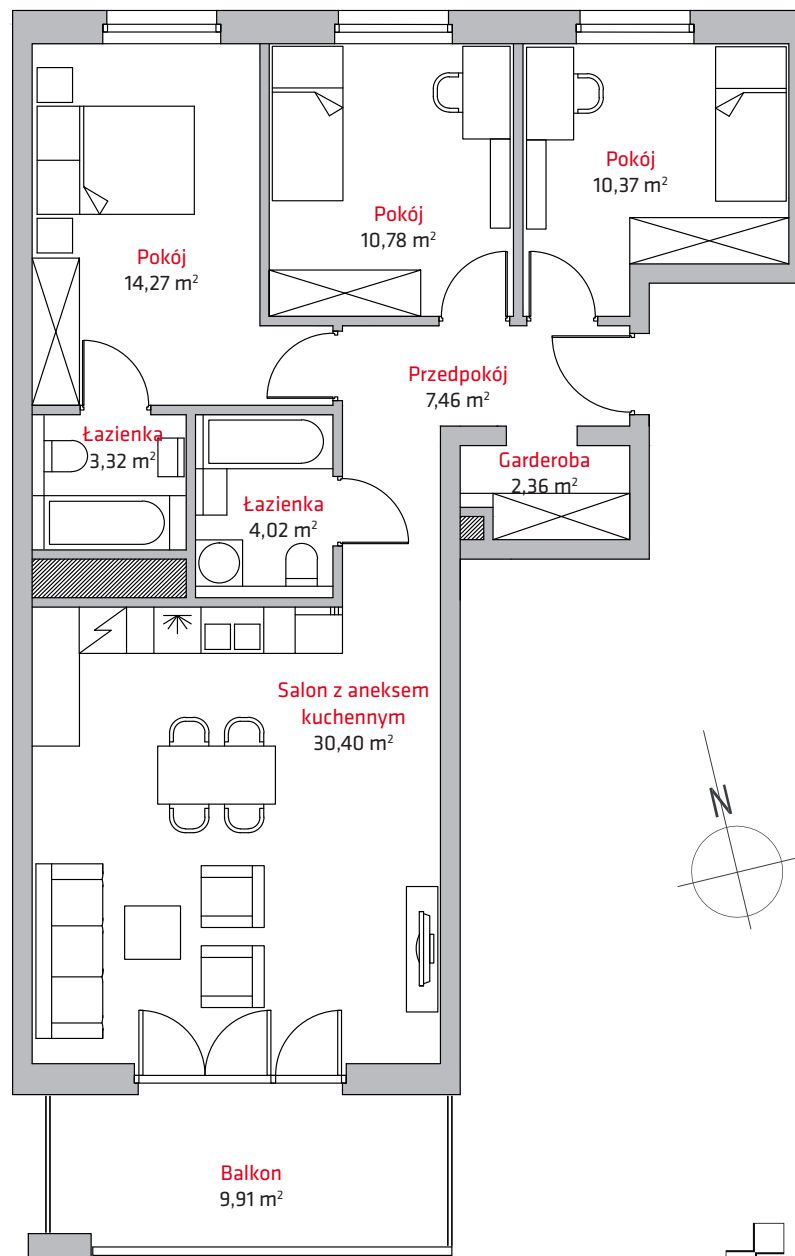 Pokój
10,37 m²
Pokój
10,78 m²
Pokój
14,27 m²
Przedpokój
7,46 m²
Łazienka
3,32 m²
Garderoba
2,36 m²
Łazienka
4,02 m²
Salon z aneksem
kuchennym
30,40 m²
N
Balkon
9,91 m²